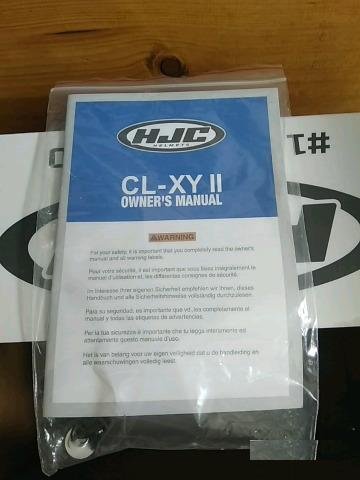 HJC
HELMETS
CL-XY II
OWNER'S MANUAL
WARNING
For your safety, it is important that you completely read the owner's
manual and all warning labels.
Pour votre sécurité, il est important que vous lisiez intégralement le
manuel d'utilisation et, les différentes consignes de sécurité.
Im Interesse Ihrer eigenen Sicherheit empfehlen wir Ihnen, dieses
Handbuch und alle Sicherheitshinweise vollständig durchzulesen.
Para su seguridad, es importante que vd. lea completamente el
manual y todas las etiquetas de advertencias.
Per la tua sicurezza è importante che tu legga interamente ed
attentamente questo manuale d'uso.
Het is van belang voor uw eigen veiligheid dat u de handleiding en
alle waarschuwingen volledig leest.
#1